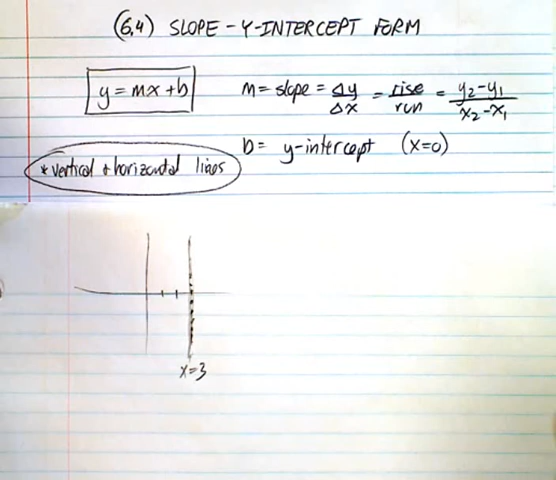 (6.4) SLOPE-Y-INTERCEPT FORM
y=mx+b
m=slope=Δy/Δx=rise/run=y₂-y₁/x₂-x₁
b= y-intercept (x=0)
*vertical + horizontal lines
x=3